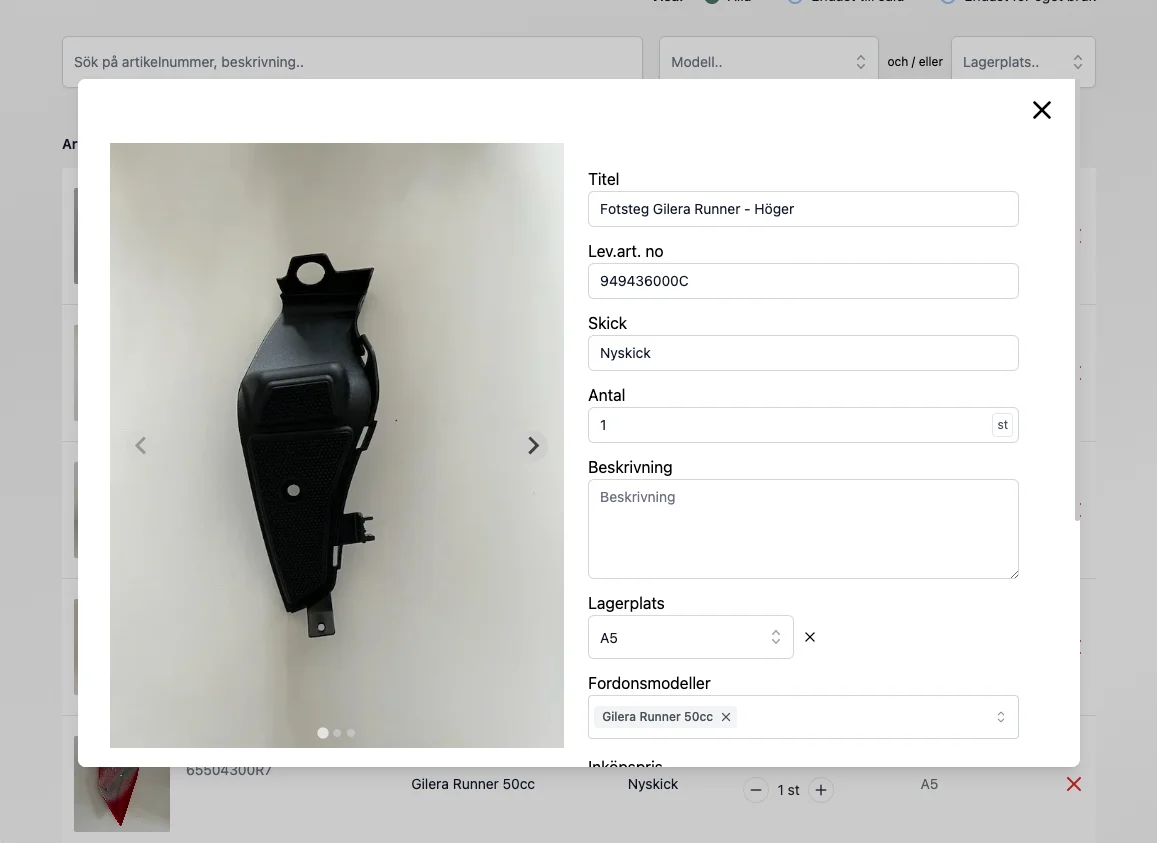 Sök på artikelnummer, beskrivning..
Modell..
och / eller
Lagerplats..
Titel
Fotsteg Gilera Runner - Höger
Lev.art. no
949436000C
Skick
Nyskick
Antal
1
st
Beskrivning
Beskrivning
Lagerplats
A5
Fordonsmodeller
Gilera Runner 50cc
Inköpspris
65504300R7
Gilera Runner 50cc
Nyskick
1 st
A5